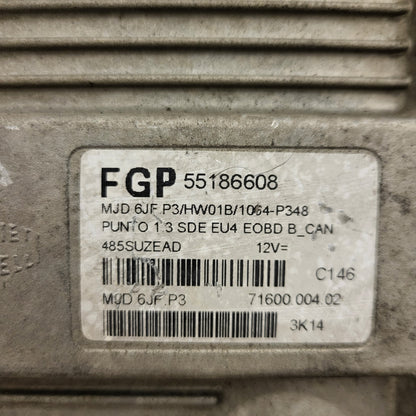 FGP 55186608
MJD 6JF.P3/HW01B/1064-P348
PUNTO 1.3 SDE EU4 EOBD B_CAN
485SUZEAD 12V=
C146
MJD 6JF.P3 71600.004.02
3K14